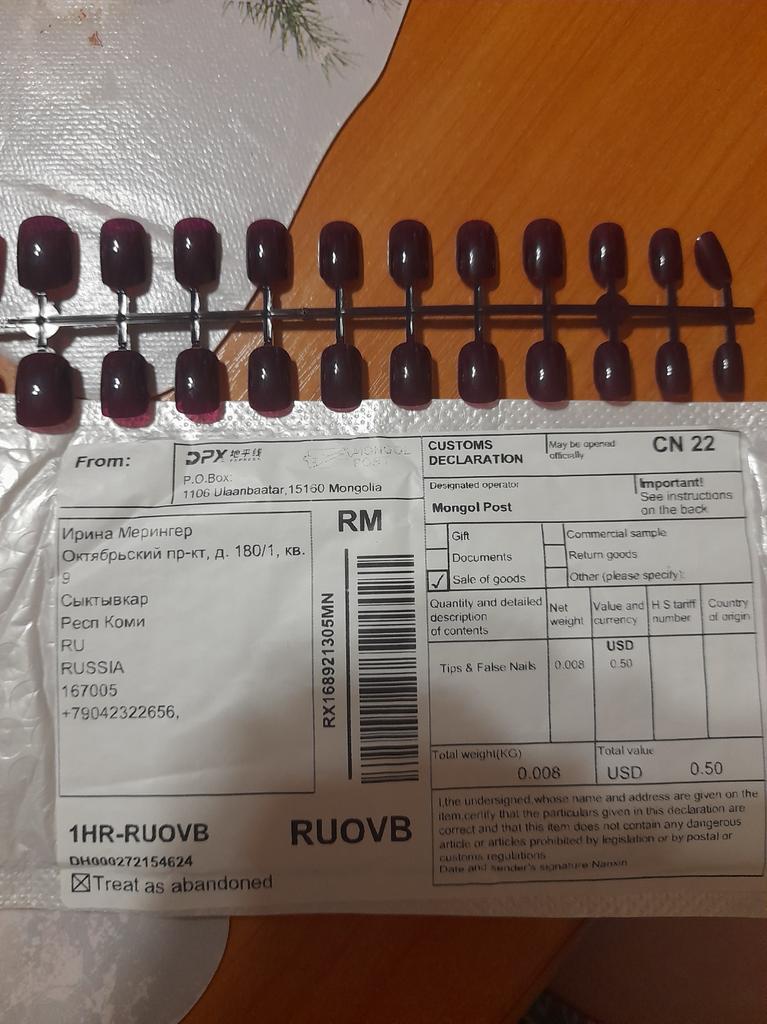 From:
DPX 地平线
EXPRESS
MONGOL
POST
P.O.Box:
1106 Ulaanbaatar,15160 Mongolia
Ирина Мерингер
Октябрьский пр-кт, д. 180/1, кв.
9
Сыктывкар
Респ Коми
RU
RUSSIA
167005
+79042322656,
RM
RX168921305MN
1HR-RUOVB
RUOVB
DH000272154624
Treat as abandoned
CUSTOMS
DECLARATION
May be opened
officially
CN 22
Designated operator
Mongol Post
Important!
See instructions
on the back
Gift
Commercial sample
Documents
Return goods
Sale of goods
Other (please specify):
Quantity and detailed
description
of contents
Net
weight
Value and
currency
H S tariff
number
Country
of origin
USD
Tips & False Nails 0.008 0.50
Total weight(KG)
0.008
Total value
USD 0.50
I,the undersigned,whose name and address are given on the
item,certify that the particulars given in this declaration are
correct and that this item does not contain any dangerous
article or articles prohibited by legislation or by postal or
customs regulations
Date and sender's signature Nanxin